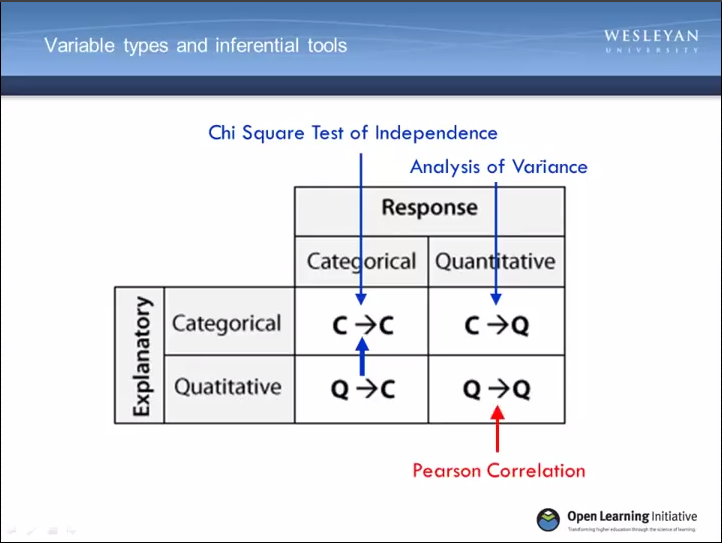 Variable types and inferential tools
WESLEYAN
UNIVERSITY
Chi Square Test of Independence
Analysis of Variance
Response
Categorical Quantitative
Explanatory
Categorical C→C C→Q
Quatitative Q→C Q→Q
Pearson Correlation
Open Learning Initiative
Transforming higher education through the science of learning.